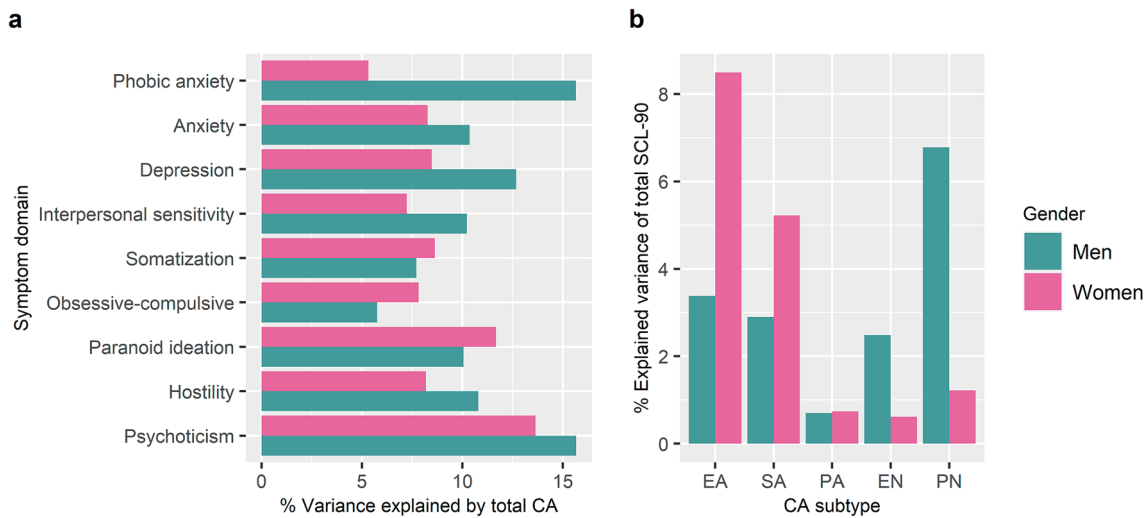 a
Symptom domain
Phobic anxiety
Anxiety
Depression
Interpersonal sensitivity
Somatization
Obsessive-compulsive
Paranoid ideation
Hostility
Psychoticism
0 5 10 15
% Variance explained by total CA
b
% Explained variance of total SCL-90
8
6
4
2
0
EA SA PA EN PN
CA subtype
Gender
Men
Women